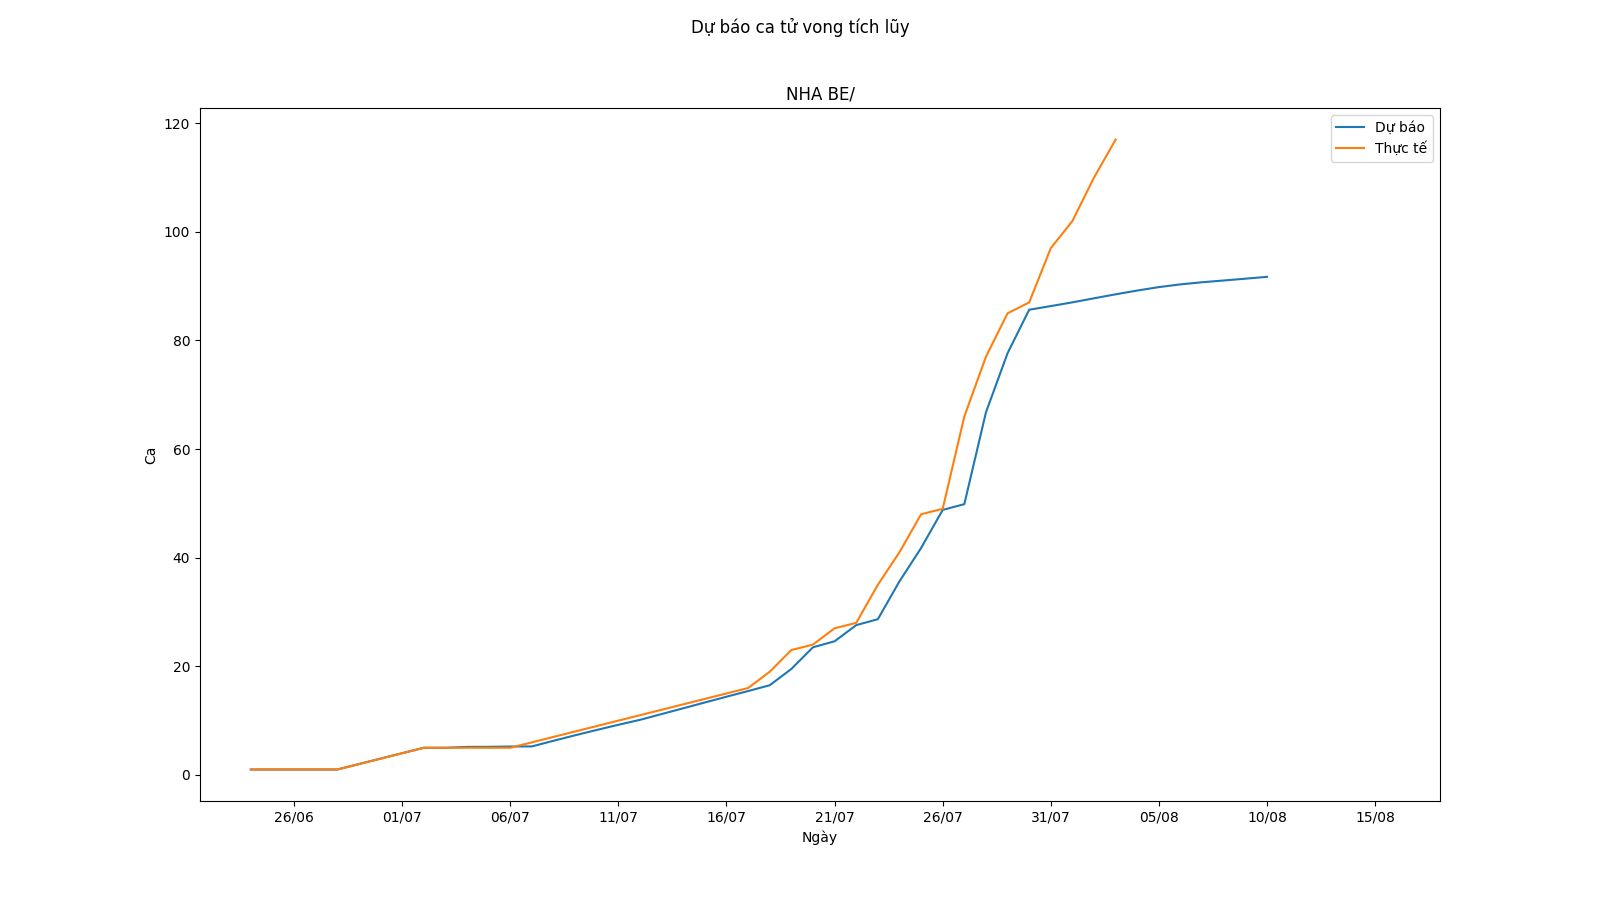 Dự báo ca tử vong tích lũy
NHA BE/
Dự báo
Thực tế
120
100
80
60
40
20
0
Ca
26/06 01/07 06/07 11/07 16/07 21/07 26/07 31/07 05/08 10/08 15/08
Ngày